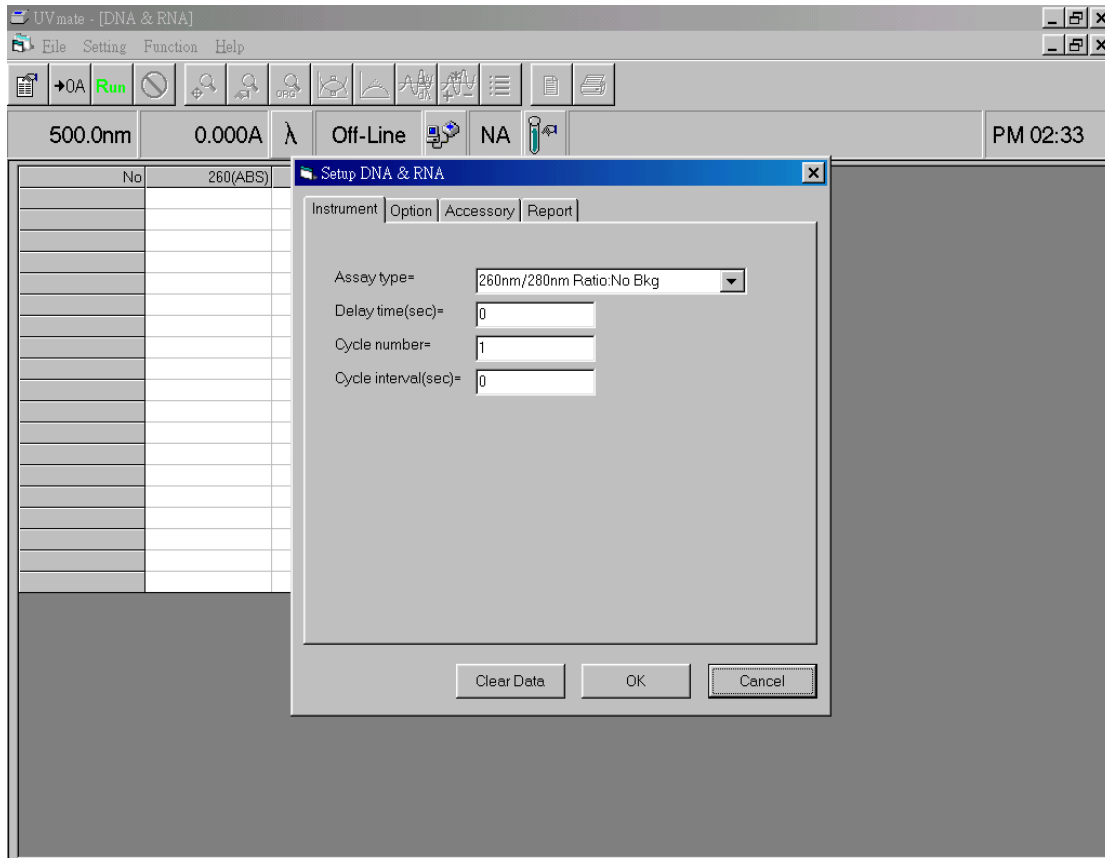 UVmate - [DNA & RNA]
File Setting Function Help
→0A Run ORG
500.0nm 0.000A λ Off-Line NA PM 02:33
No 260(ABS)
Setup DNA & RNA
Instrument Option Accessory Report
Assay type= 260nm/280nm Ratio:No Bkg
Delay time(sec)= 0
Cycle number= 1
Cycle interval(sec)= 0
Clear Data OK Cancel